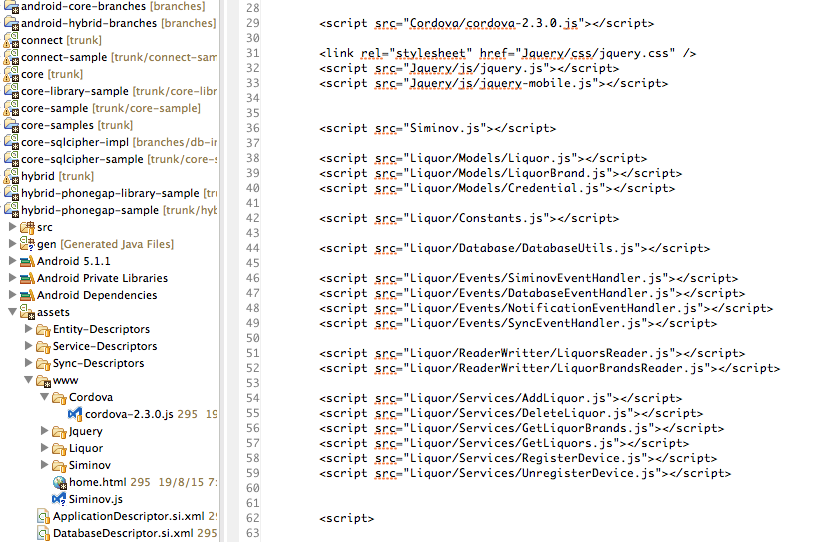 android-core-branches [branches]
android-hybrid-branches [branches]
connect [trunk]
connect-sample [trunk/connect-sam
core [trunk]
core-library-sample [trunk/core-libr
core-sample [trunk/core-sample]
core-samples [trunk]
core-sqlcipher-impl [branches/db-in
core-sqlcipher-sample [trunk/core-s
hybrid [trunk]
hybrid-phonegap-library-sample [tru
hybrid-phonegap-sample [trunk/hyb
src
gen [Generated Java Files]
Android 5.1.1
Android Private Libraries
Android Dependencies
assets
Entity-Descriptors
Service-Descriptors
Sync-Descriptors
www
Cordova
cordova-2.3.0.js 295 19
Jquery
Liquor
Siminov
home.html 295 19/8/15 7:
Siminov.js
ApplicationDescriptor.si.xml 29
DatabaseDescriptor.si.xml 295
28
29 <script src="Cordova/cordova-2.3.0.js"></script>
30
31 <link rel="stylesheet" href="Jquery/css/jquery.css" />
32 <script src="Jquery/js/jquery.js"></script>
33 <script src="Jquery/js/jquery-mobile.js"></script>
34
35
36 <script src="Siminov.js"></script>
37
38 <script src="Liquor/Models/Liquor.js"></script>
39 <script src="Liquor/Models/LiquorBrand.js"></script>
40 <script src="Liquor/Models/Credential.js"></script>
41
42 <script src="Liquor/Constants.js"></script>
43
44 <script src="Liquor/Database/DatabaseUtils.js"></script>
45
46 <script src="Liquor/Events/SiminovEventHandler.js"></script>
47 <script src="Liquor/Events/DatabaseEventHandler.js"></script>
48 <script src="Liquor/Events/NotificationEventHandler.js"></script>
49 <script src="Liquor/Events/SyncEventHandler.js"></script>
50
51 <script src="Liquor/ReaderWritter/LiquorsReader.js"></script>
52 <script src="Liquor/ReaderWritter/LiquorBrandsReader.js"></script>
53
54 <script src="Liquor/Services/AddLiquor.js"></script>
55 <script src="Liquor/Services/DeleteLiquor.js"></script>
56 <script src="Liquor/Services/GetLiquorBrands.js"></script>
57 <script src="Liquor/Services/GetLiquors.js"></script>
58 <script src="Liquor/Services/RegisterDevice.js"></script>
59 <script src="Liquor/Services/UnregisterDevice.js"></script>
60
61
62 <script>
63